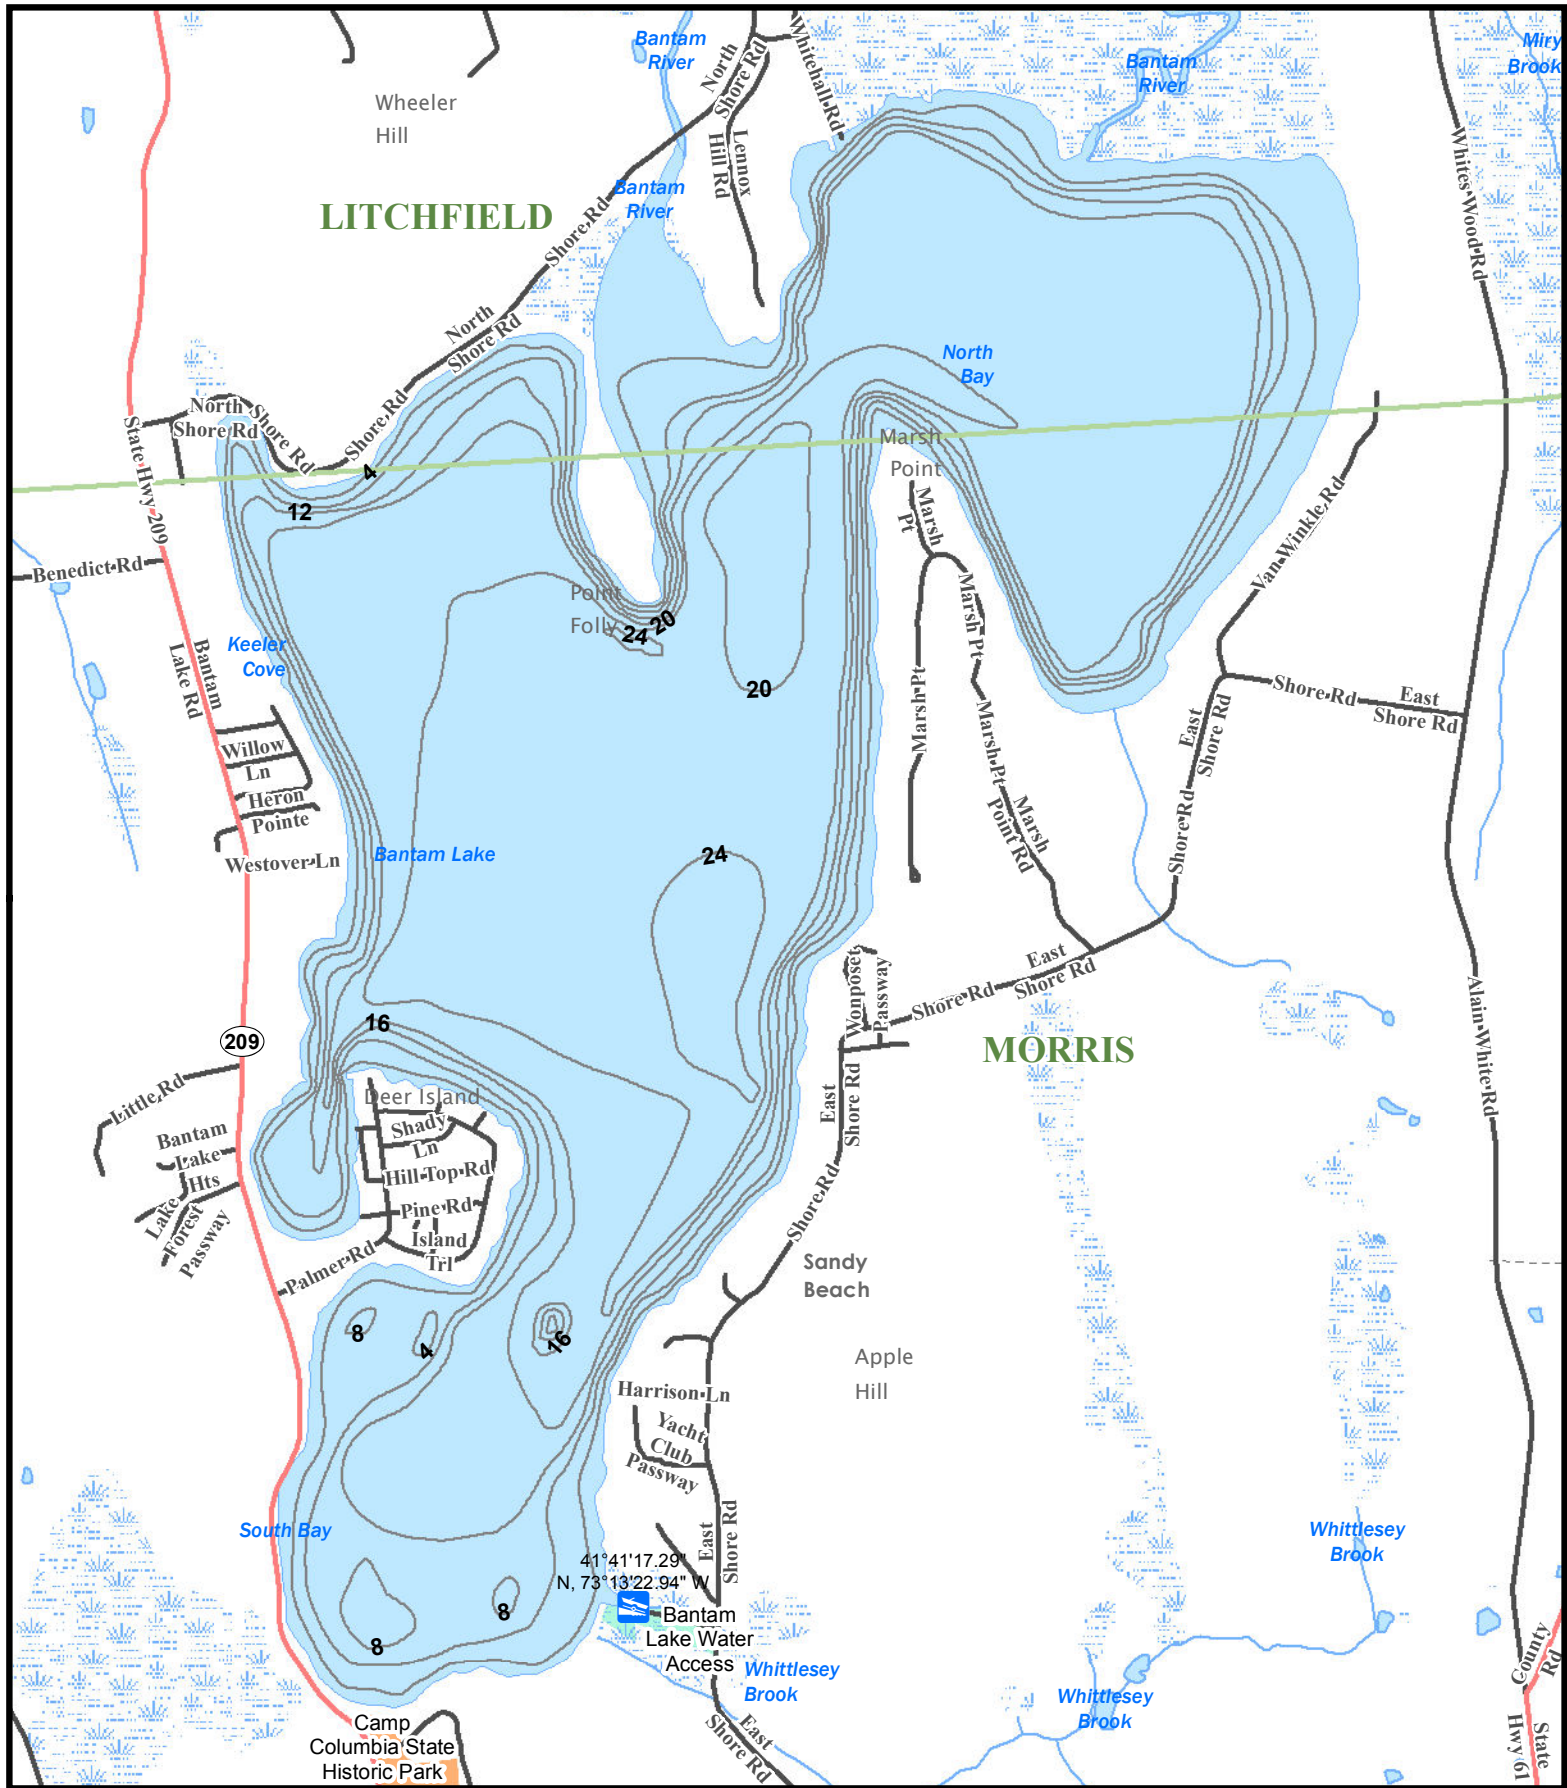 Bantam
River
North
Shore Rd
Whitehall Rd
Bantam
River
Miry
Brook
Wheeler
Hill
Lennox
Hill Rd
Whites Wood Rd
Bantam
River
LITCHFIELD
Shore Rd
North
Shore Rd
North
Bay
North
Shore Rd
Shore Rd
Shore Rd
State Hwy 209
4
12
Marsh
Point
Marsh
Pt
Van Winkle Rd
Benedict Rd
Point
Folly
24
20
Marsh Pt
Keeler
Cove
Bantam
Lake Rd
20
Marsh Pt
Marsh Pt
East
Shore Rd
Shore Rd
East
Shore Rd
Willow
Ln
Heron
Pointe
Westover Ln
Bantam Lake
24
Marsh
Point Rd
Shore Rd
East
Shore Rd
Wonposet
Passway
Shore Rd
Alain White Rd
16
209
MORRIS
East
Shore Rd
Little Rd
Deer Island
Shady
Ln
Hill Top Rd
Bantam
Lake
Hts
Lake
Forest
Passway
Pine Rd
Island
Trl
Palmer Rd
Shore Rd
Sandy
Beach
8
4
16
Apple
Hill
Harrison Ln
Yacht
Club
Passway
South Bay
East
Shore Rd
Whittlesey
Brook
41°41'17.29"
N, 73°13'22.94" W
8
8
Bantam
Lake Water
Access
Whittlesey
Brook
Whittlesey
Brook
County
Rd
Camp
Columbia State
Historic Park
East
Shore Rd
State
Hwy 61